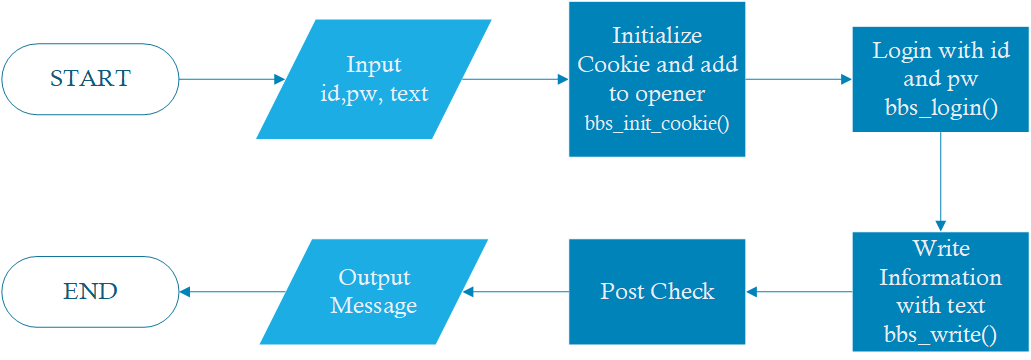 START
Input
id,pw, text
Initialize
Cookie and add
to opener
bbs_init_cookie()
Login with id
and pw
bbs_login()
Write
Information
with text
bbs_write()
Post Check
Output
Message
END